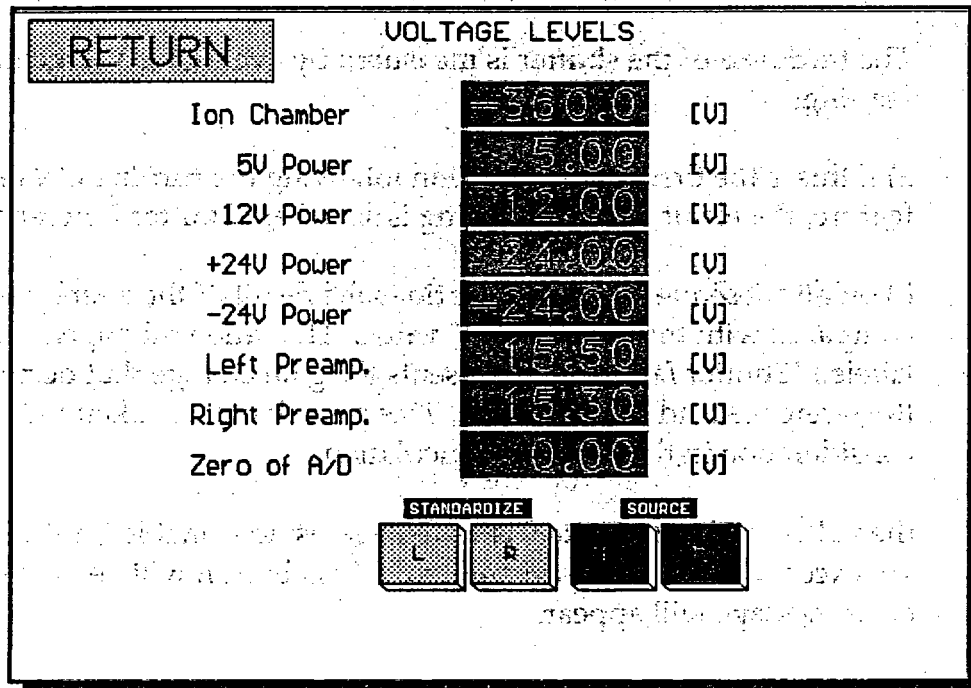 RETURN
VOLTAGE LEVELS
Ion Chamber -360.0 [V]
5V Power 5.00 [V]
12V Power 12.00 [V]
+24V Power 24.00 [V]
-24V Power -24.00 [V]
Left Preamp. 15.50 [V]
Right Preamp. 15.30 [V]
Zero of A/D 0.00 [V]
STANDARDIZE SOURCE
L R